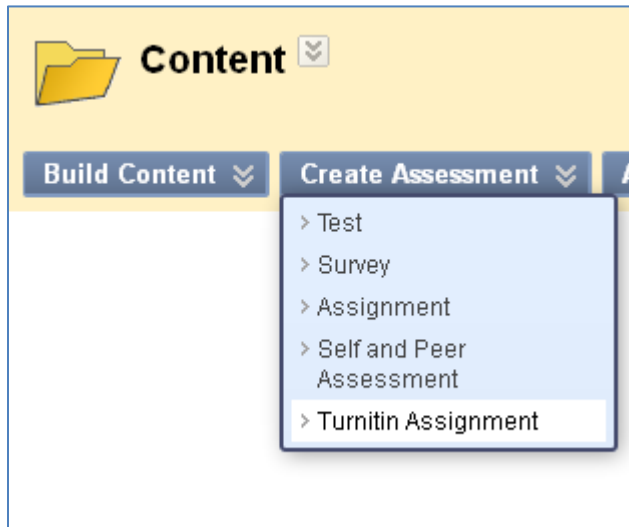 Content
Build Content
Create Assessment
A
> Test
> Survey
> Assignment
> Self and Peer
Assessment
> Turnitin Assignment